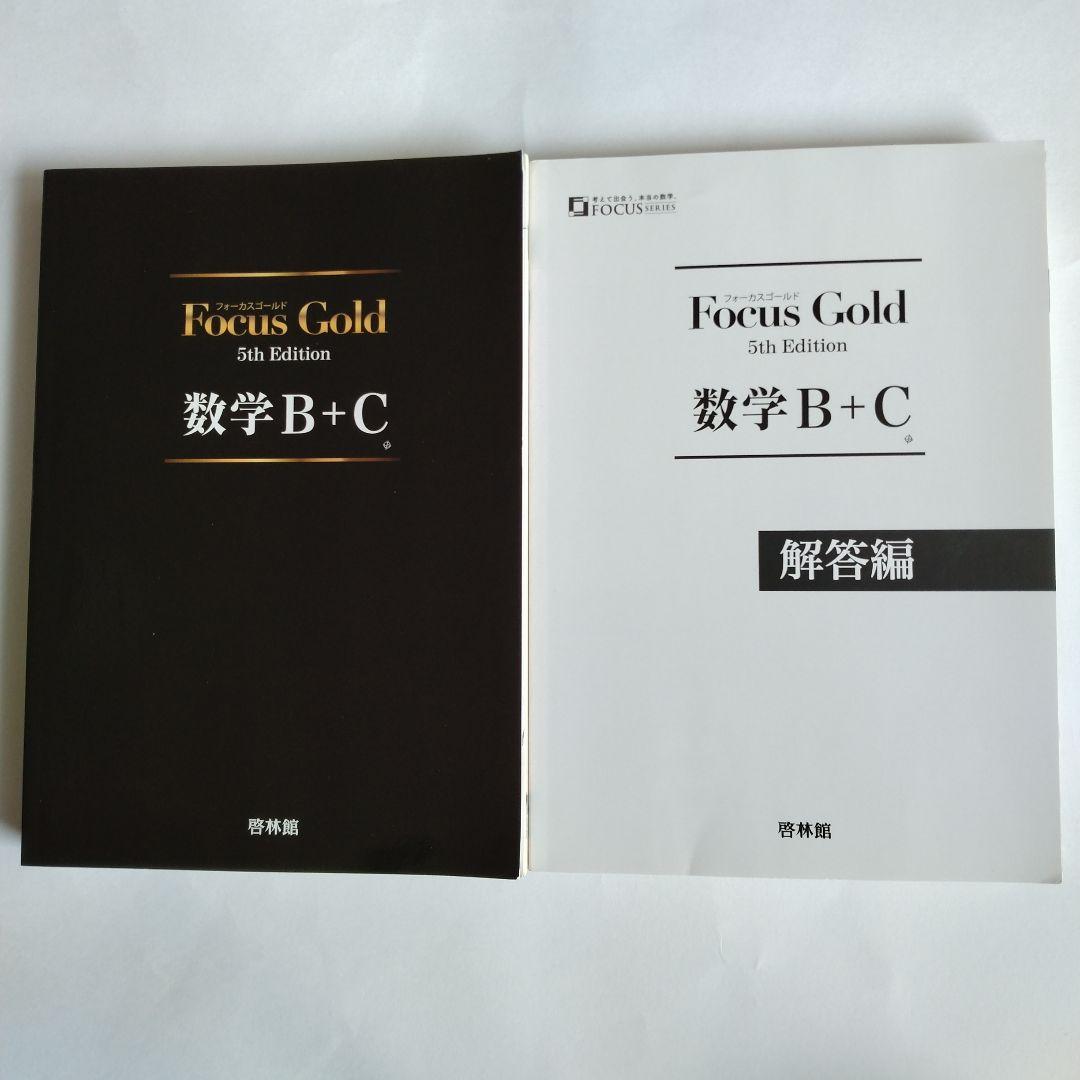 フォーカスゴールド
Focus Gold
5th Edition
数学 B+C
啓林館
考えて出会う、本当の数学。
FOCUS SERIES
フォーカスゴールド
Focus Gold
5th Edition
数学 B+C
解答編
啓林館